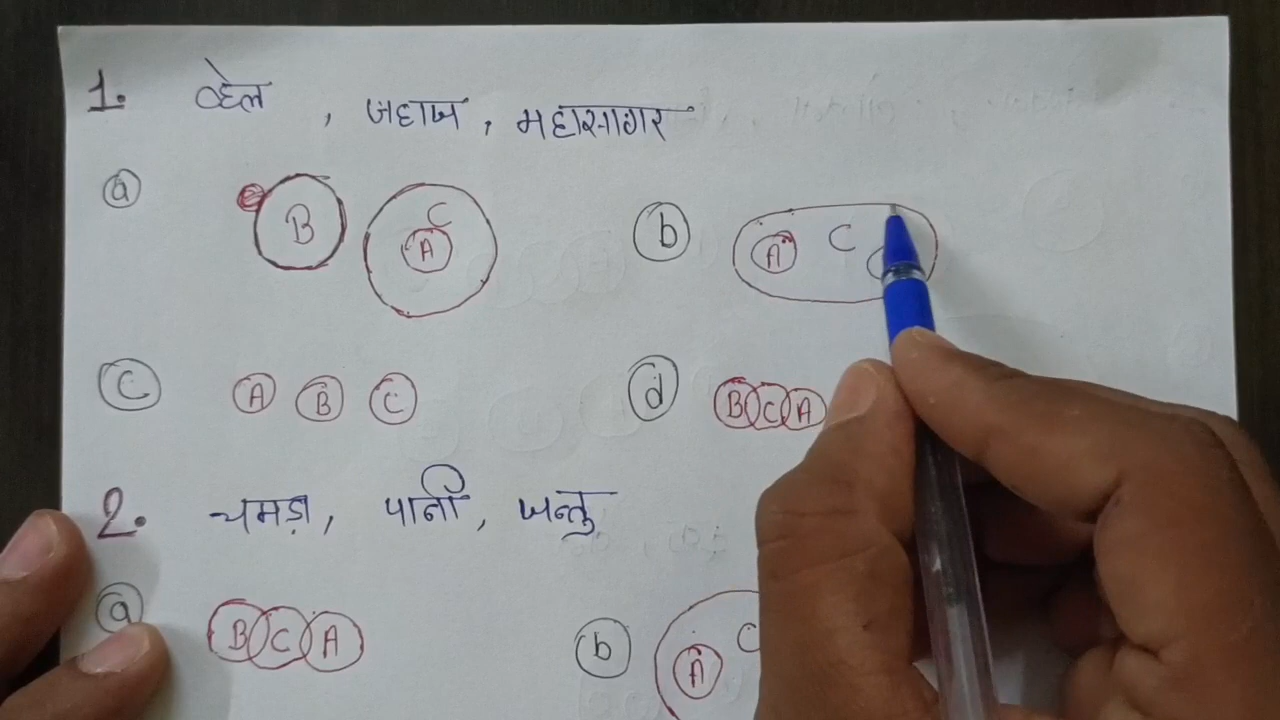 1. व्हेल , जहाज , महासागर
a B C A b A C
c A B C d B C A
2. चमड़ा, पानी, जन्तु
a B C A b A C